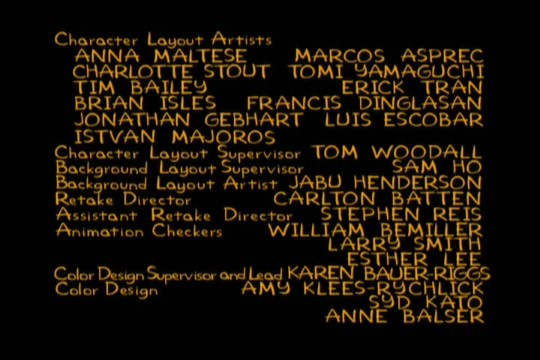 Character Layout Artists
ANNA MALTESE MARCOS ASPREC
CHARLOTTE STOUT TOMI YAMAGUCHI
TIM BAILEY ERICK TRAN
BRIAN ISLES FRANCIS DINGLASAN
JONATHAN GEBHART LUIS ESCOBAR
ISTVAN MAJOROS
Character Layout Supervisor TOM WOODALL
Background Layout Supervisor SAM HO
Background Layout Artist JABU HENDERSON
Retake Director CARLTON BATTEN
Assistant Retake Director STEPHEN REIS
Animation Checkers WILLIAM BEMILLER
LARRY SMITH
ESTHER LEE
Color Design Supervisor and Lead KAREN BAUER-RIGGS
Color Design AMY KLEES-RYCHLICK
SYD KATO
ANNE BALSER